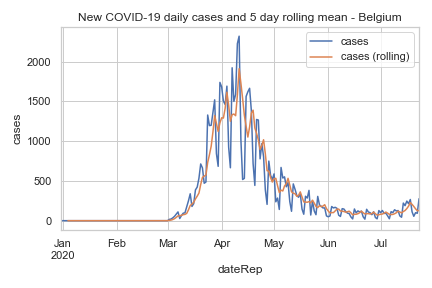 New COVID-19 daily cases and 5 day rolling mean - Belgium
cases
cases (rolling)
2000
1500
1000
500
0
cases
Jan Feb Mar Apr May Jun Jul
2020
dateRep